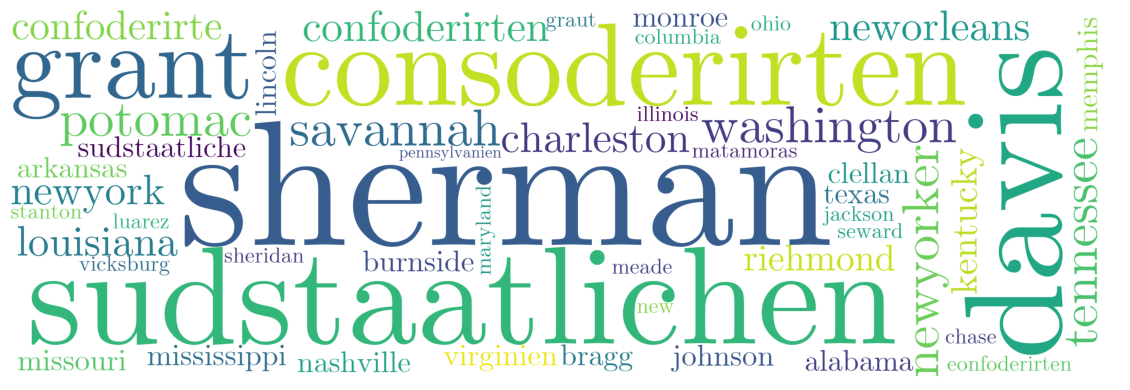 confoderirte
confoderirten
graut
monroe
columbia
ohio
neworleans
memphis
grant
lincoln
consoderirten
davis
potomac
savannah
charleston
illinois
washington
sudstaatliche
pennsylvanien
matamoras
arkansas
newyork
sherman
clellan
texas
stanton
luarez
jackson
seward
louisiana
maryland
newyorker
kentucky
tennessee
vicksburg
sheridan
burnside
meade
riehmond
sudstaatlichen
new
chase
missouri
mississippi
nashville
virginien
bragg
johnson
alabama
eonfoderirten